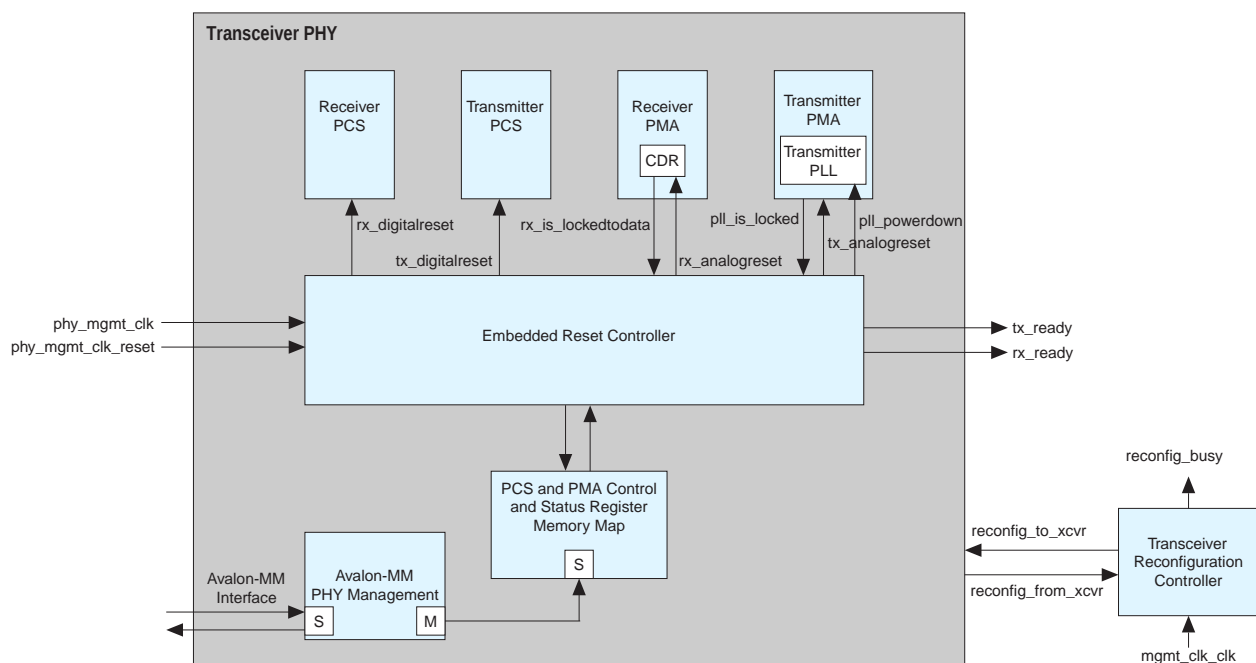 Transceiver PHY
Receiver
PCS
Transmitter
PCS
Receiver
PMA
CDR
Transmitter
PMA
Transmitter
PLL
rx_digitalreset
tx_digitalreset
rx_is_lockedtodata
rx_analogreset
pll_is_locked
pll_powerdown
tx_analogreset
phy_mgmt_clk
phy_mgmt_clk_reset
Embedded Reset Controller
tx_ready
rx_ready
PCS and PMA Control
and Status Register
Memory Map
S
Avalon-MM
Interface
Avalon-MM
PHY Management
S
M
reconfig_busy
reconfig_to_xcvr
reconfig_from_xcvr
Transceiver
Reconfiguration
Controller
mgmt_clk_clk